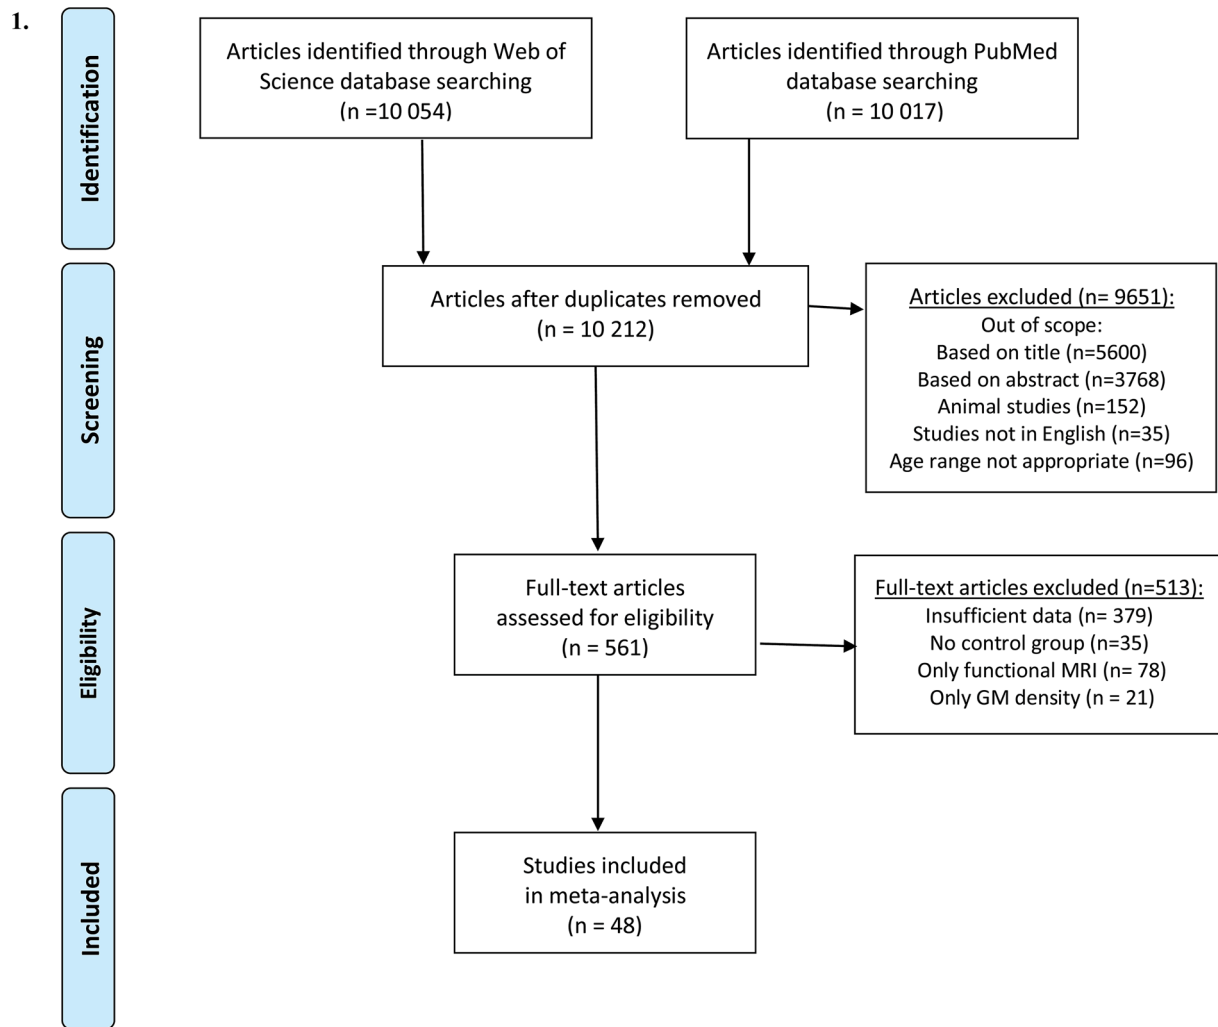 1.
Identification
Articles identified through Web of
Science database searching
(n =10 054)
Articles identified through PubMed
database searching
(n = 10 017)
Screening
Articles after duplicates removed
(n = 10 212)
Articles excluded (n= 9651):
Out of scope:
Based on title (n=5600)
Based on abstract (n=3768)
Animal studies (n=152)
Studies not in English (n=35)
Age range not appropriate (n=96)
Eligibility
Full-text articles
assessed for eligibility
(n = 561)
Full-text articles excluded (n=513):
Insufficient data (n= 379)
No control group (n=35)
Only functional MRI (n= 78)
Only GM density (n = 21)
Included
Studies included
in meta-analysis
(n = 48)